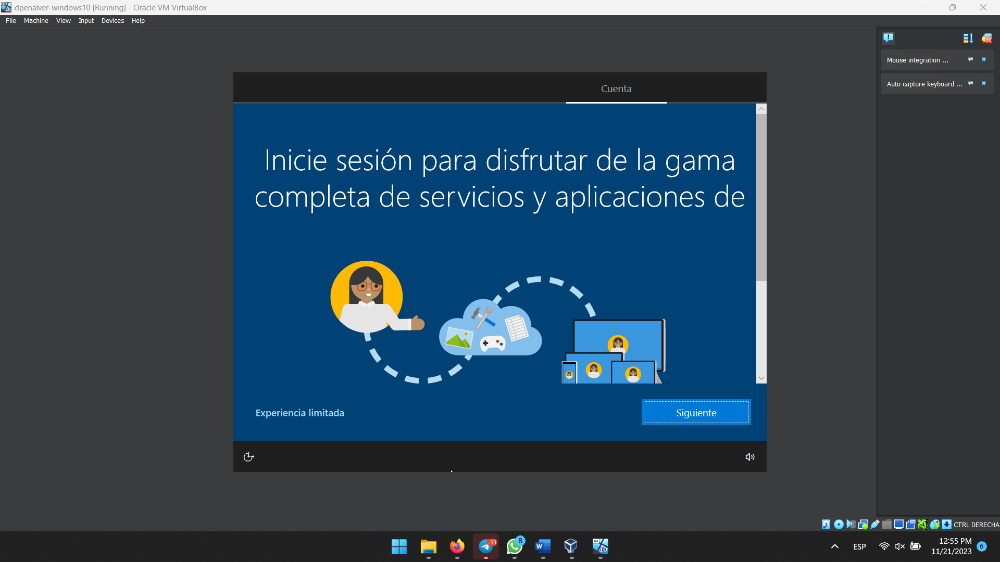 dpenalver-windows10 [Running] - Oracle VM VirtualBox
File Machine View Input Devices Help
Mouse integration ...
Auto capture keyboard ...
Cuenta
Inicie sesión para disfrutar de la gama
completa de servicios y aplicaciones de
Experiencia limitada
Siguiente
CTRL DERECHA
..93
8
W
64
10
ESP
12:55 PM
11/21/2023
6